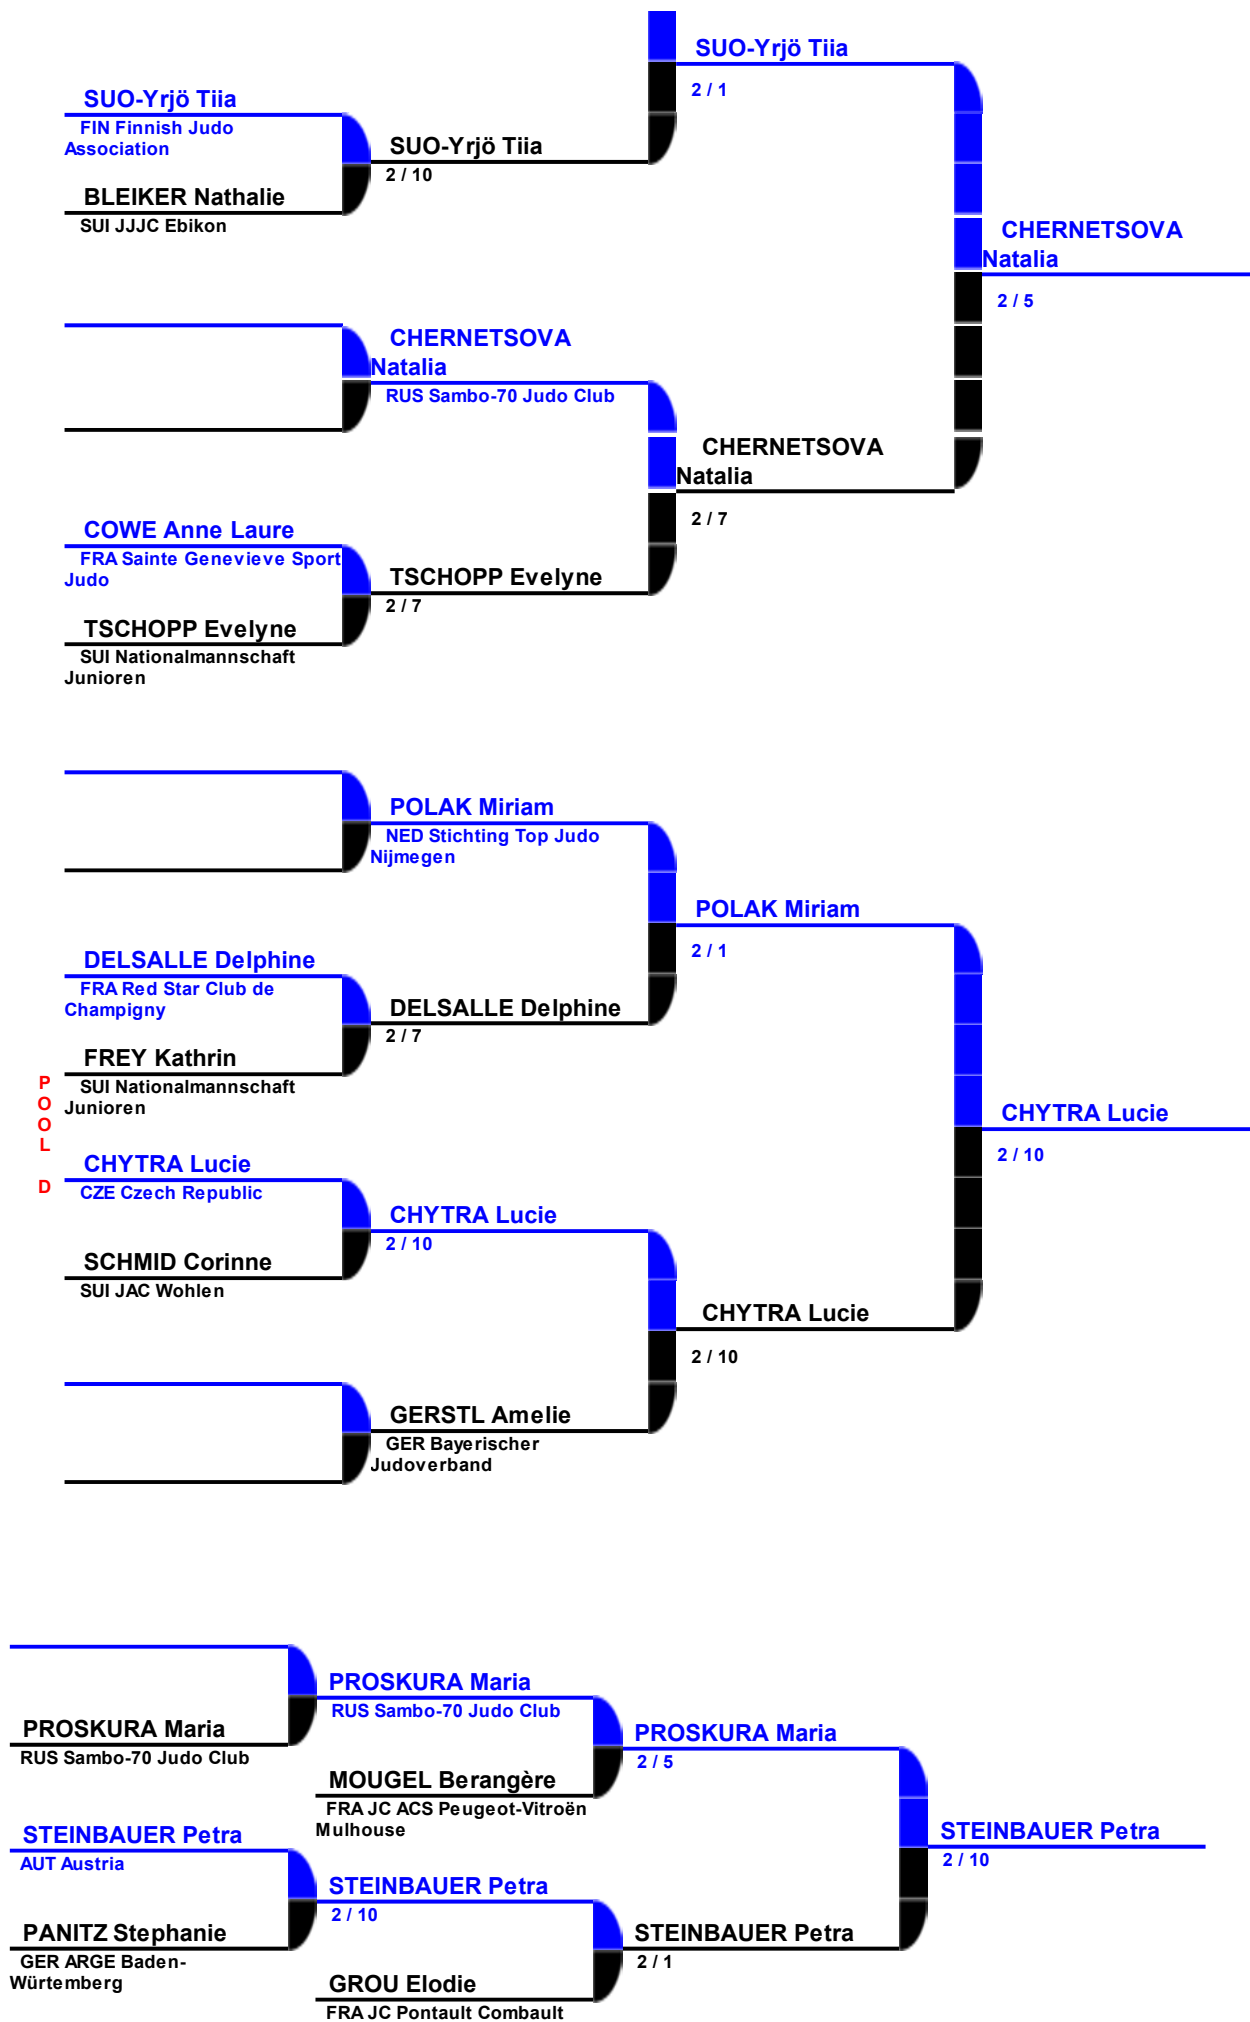 SUO-Yrjö Tiia
2 / 1
SUO-Yrjö Tiia
FIN Finnish Judo
Association
SUO-Yrjö Tiia
2 / 10
BLEIKER Nathalie
SUI JJJC Ebikon
CHERNETSOVA
Natalia
2 / 5
CHERNETSOVA
Natalia
RUS Sambo-70 Judo Club
CHERNETSOVA
Natalia
2 / 7
COWE Anne Laure
FRA Sainte Genevieve Sport
Judo
TSCHOPP Evelyne
2 / 7
TSCHOPP Evelyne
SUI Nationalmannschaft
Junioren
POLAK Miriam
NED Stichting Top Judo
Nijmegen
POLAK Miriam
2 / 1
DELSALLE Delphine
FRA Red Star Club de
Champigny
DELSALLE Delphine
2 / 7
FREY Kathrin
SUI Nationalmannschaft
Junioren
P
O
O
L
D
CHYTRA Lucie
2 / 10
CHYTRA Lucie
CZE Czech Republic
CHYTRA Lucie
2 / 10
SCHMID Corinne
SUI JAC Wohlen
CHYTRA Lucie
2 / 10
GERSTL Amelie
GER Bayerischer
Judoverband
PROSKURA Maria
RUS Sambo-70 Judo Club
PROSKURA Maria
RUS Sambo-70 Judo Club
PROSKURA Maria
2 / 5
MOUGEL Berangère
FRA JC ACS Peugeot-Vitroën
Mulhouse
STEINBAUER Petra
AUT Austria
STEINBAUER Petra
2 / 10
STEINBAUER Petra
2 / 10
PANITZ Stephanie
GER ARGE Baden-
Würtemberg
STEINBAUER Petra
2 / 1
GROU Elodie
FRA JC Pontault Combault